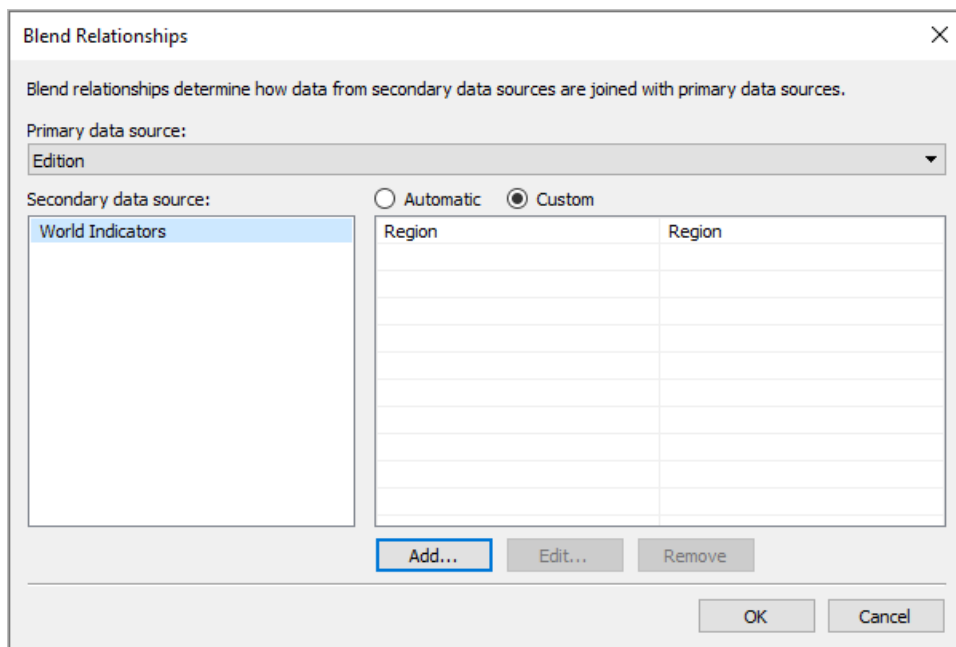 Blend Relationships
Blend relationships determine how data from secondary data sources are joined with primary data sources.
Primary data source:
Edition
Secondary data source:
Automatic Custom
World Indicators
Region Region
Add... Edit... Remove
OK Cancel